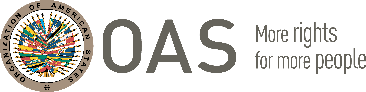 ORGANIZATION OF AMERICAN STATES
OAS
More rights
for more people